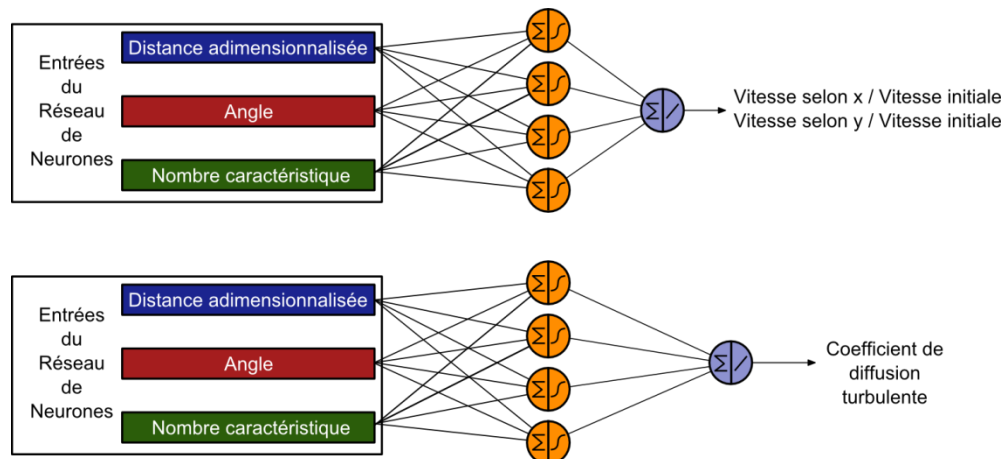 Entrées
du
Réseau
de
Neurones
Distance adimensionnalisée
Angle
Nombre caractéristique
Σ
Σ
Σ
Σ
Σ
Vitesse selon x / Vitesse initiale
Vitesse selon y / Vitesse initiale
Entrées
du
Réseau
de
Neurones
Distance adimensionnalisée
Angle
Nombre caractéristique
Σ
Σ
Σ
Σ
Σ
Coefficient de
diffusion
turbulente